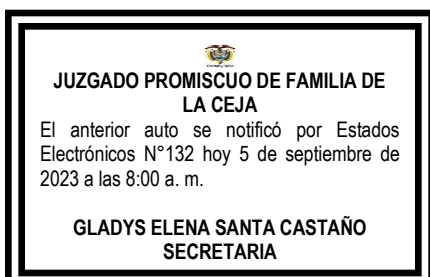 JUZGADO PROMISCUO DE FAMILIA DE
LA CEJA
El anterior auto se notificó por Estados
Electrónicos N°132 hoy 5 de septiembre de
2023 a las 8:00 a. m.
GLADYS ELENA SANTA CASTAÑO
SECRETARIA